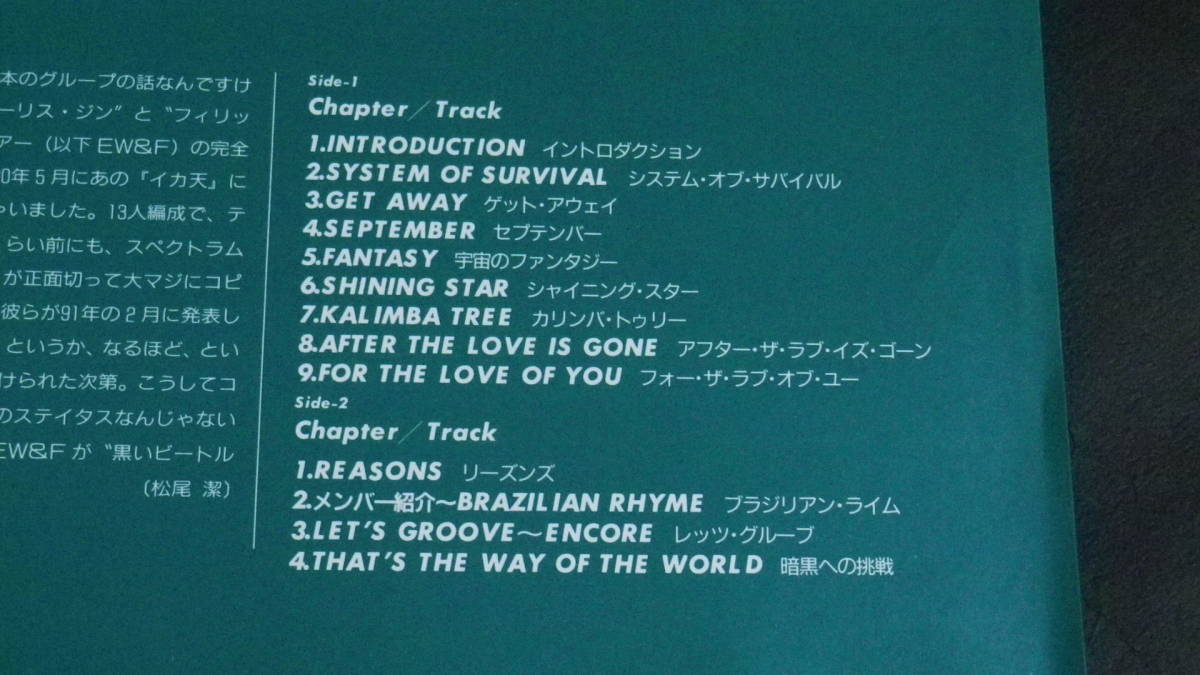 本のグループの話なんですけ
ーリス・ジン”と“フィリッ
アー（以下EW&F）の完全
0年5月にあの『イカ天』に
ゃいました。13人編成で、テ
らい前にも、スペクトラム
が正面切って大マジにコピ
彼らが91年の2月に発表し
というか、なるほど、とい
けられた次第。こうしてコ
のステイタスなんじゃない
EW&Fが“黒いビートル
（松尾 潔）
Side-1
Chapter/Track
1.INTRODUCTION イントロダクション
2.SYSTEM OF SURVIVAL システム・オブ・サバイバル
3.GET AWAY ゲット・アウェイ
4.SEPTEMBER セプテンバー
5.FANTASY 宇宙のファンタジー
6.SHINING STAR シャイニング・スター
7.KALIMBA TREE カリンバ・トゥリー
8.AFTER THE LOVE IS GONE アフター・ザ・ラブ・イズ・ゴーン
9.FOR THE LOVE OF YOU フォー・ザ・ラブ・オブ・ユー
Side-2
Chapter/Track
1.REASONS リーズンズ
2.メンバー紹介～BRAZILIAN RHYME ブラジリアン・ライム
3.LET'S GROOVE～ENCORE レッツ・グルーブ
4.THAT'S THE WAY OF THE WORLD 暗黒への挑戦